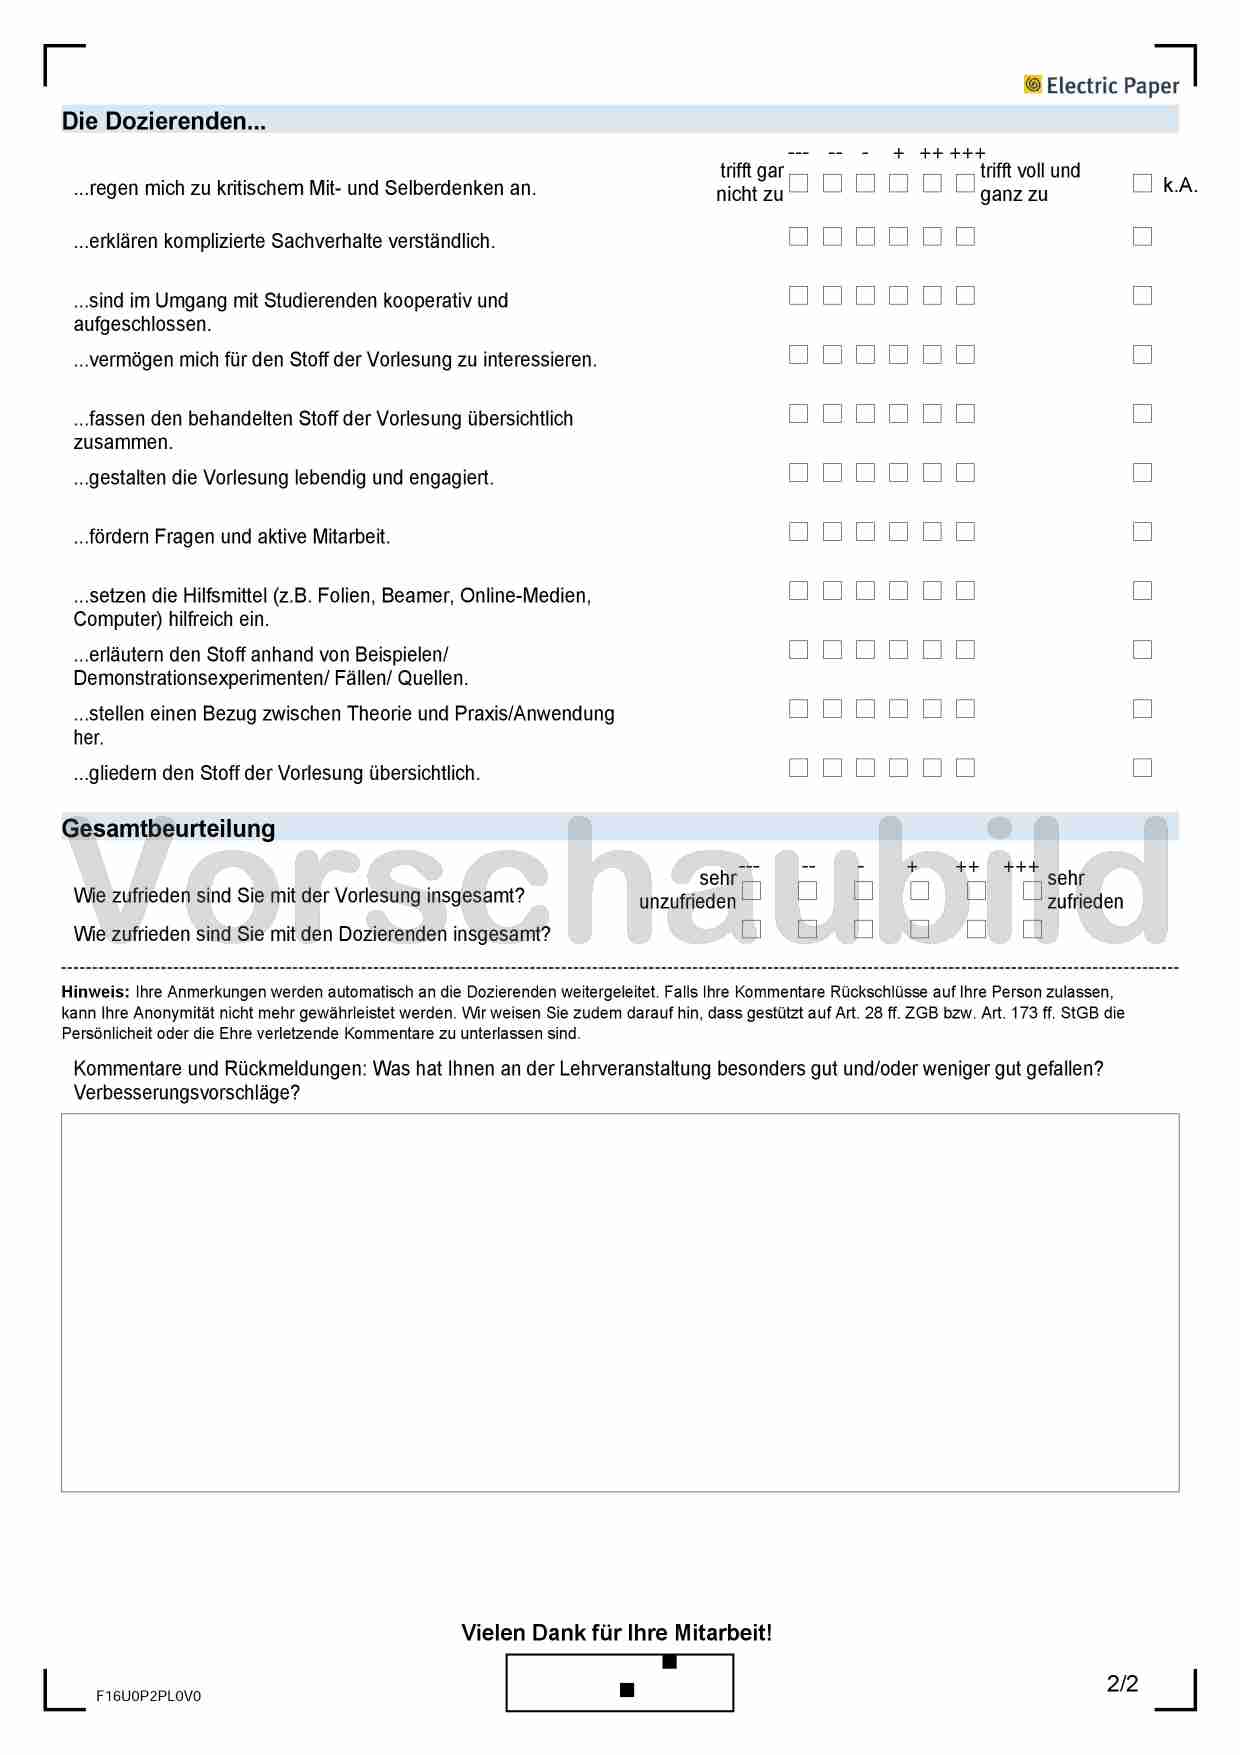 Electric Paper
Die Dozierenden...
--- -- - + ++ +++
...regen mich zu kritischem Mit- und Selberdenken an.
trifft gar
nicht zu
trifft voll und
ganz zu
k.A.
...erklären komplizierte Sachverhalte verständlich.
...sind im Umgang mit Studierenden kooperativ und
aufgeschlossen.
...vermögen mich für den Stoff der Vorlesung zu interessieren.
...fassen den behandelten Stoff der Vorlesung übersichtlich
zusammen.
...gestalten die Vorlesung lebendig und engagiert.
...fördern Fragen und aktive Mitarbeit.
...setzen die Hilfsmittel (z.B. Folien, Beamer, Online-Medien,
Computer) hilfreich ein.
...erläutern den Stoff anhand von Beispielen/
Demonstrationsexperimenten/ Fällen/ Quellen.
...stellen einen Bezug zwischen Theorie und Praxis/Anwendung
her.
...gliedern den Stoff der Vorlesung übersichtlich.
Gesamtbeurteilung
Vorschaubild
--- -- - + ++ +++
Wie zufrieden sind Sie mit der Vorlesung insgesamt?
sehr
unzufrieden
sehr
zufrieden
Wie zufrieden sind Sie mit den Dozierenden insgesamt?
Hinweis: Ihre Anmerkungen werden automatisch an die Dozierenden weitergeleitet. Falls Ihre Kommentare Rückschlüsse auf Ihre Person zulassen,
kann Ihre Anonymität nicht mehr gewährleistet werden. Wir weisen Sie zudem darauf hin, dass gestützt auf Art. 28 ff. ZGB bzw. Art. 173 ff. StGB die
Persönlicheit oder die Ehre verletzende Kommentare zu unterlassen sind.
Kommentare und Rückmeldungen: Was hat Ihnen an der Lehrveranstaltung besonders gut und/oder weniger gut gefallen?
Verbesserungsvorschläge?
Vielen Dank für Ihre Mitarbeit!
F16U0P2PL0V0
2/2